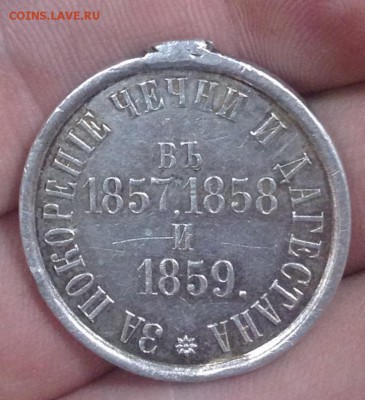 COINS.LAVE.RU
ЗА ПОКОРЕНІЕ ЧЕЧНИ И ДАГЕСТАНА
ВЪ
1857,1858
И
1859.